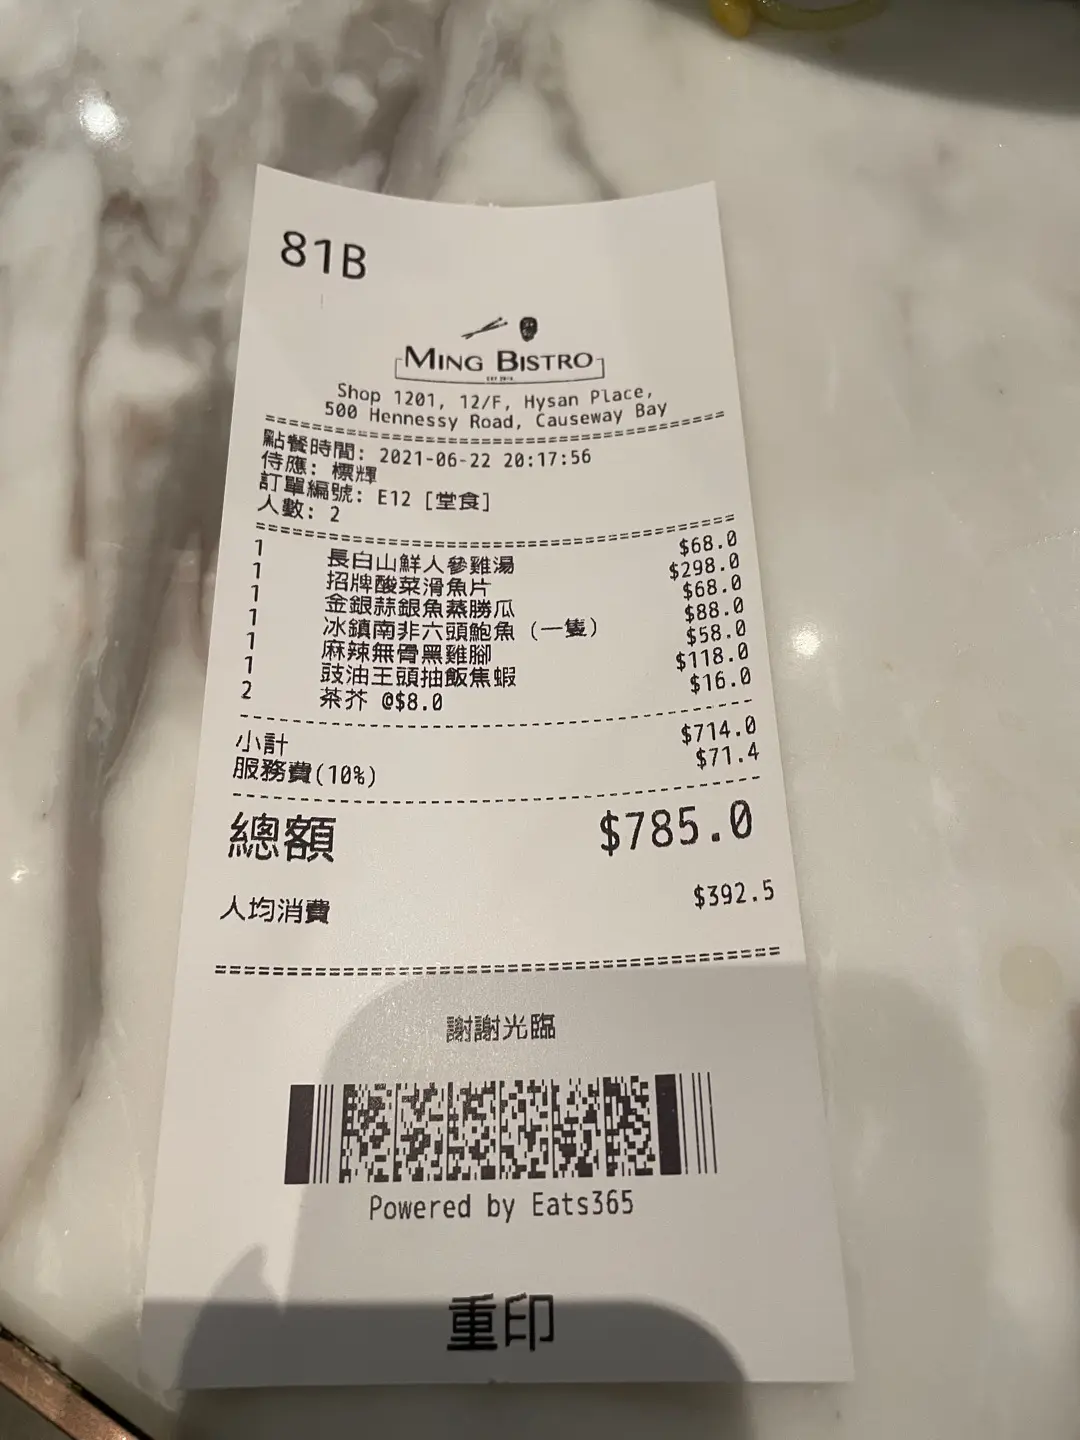 81B
MING BISTRO
Shop 1201, 12/F, Hysan Place,
500 Hennessy Road, Causeway Bay
點餐時間: 2021-06-22 20:17:56
侍應: 標輝
訂單編號: E12 [堂食]
人數: 2
1 長白山鮮人參雞湯 $68.0
1 招牌酸菜滑魚片 $298.0
1 金銀蒜銀魚蒸勝瓜 $68.0
1 冰鎮南非六頭鮑魚 (一隻) $88.0
1 麻辣無骨黑雞腳 $58.0
1 豉油王頭抽飯焦蝦 $118.0
2 茶芥 @$8.0 $16.0
小計 $714.0
服務費(10%) $71.4
總額 $785.0
人均消費 $392.5
謝謝光臨
Powered by Eats365
重印